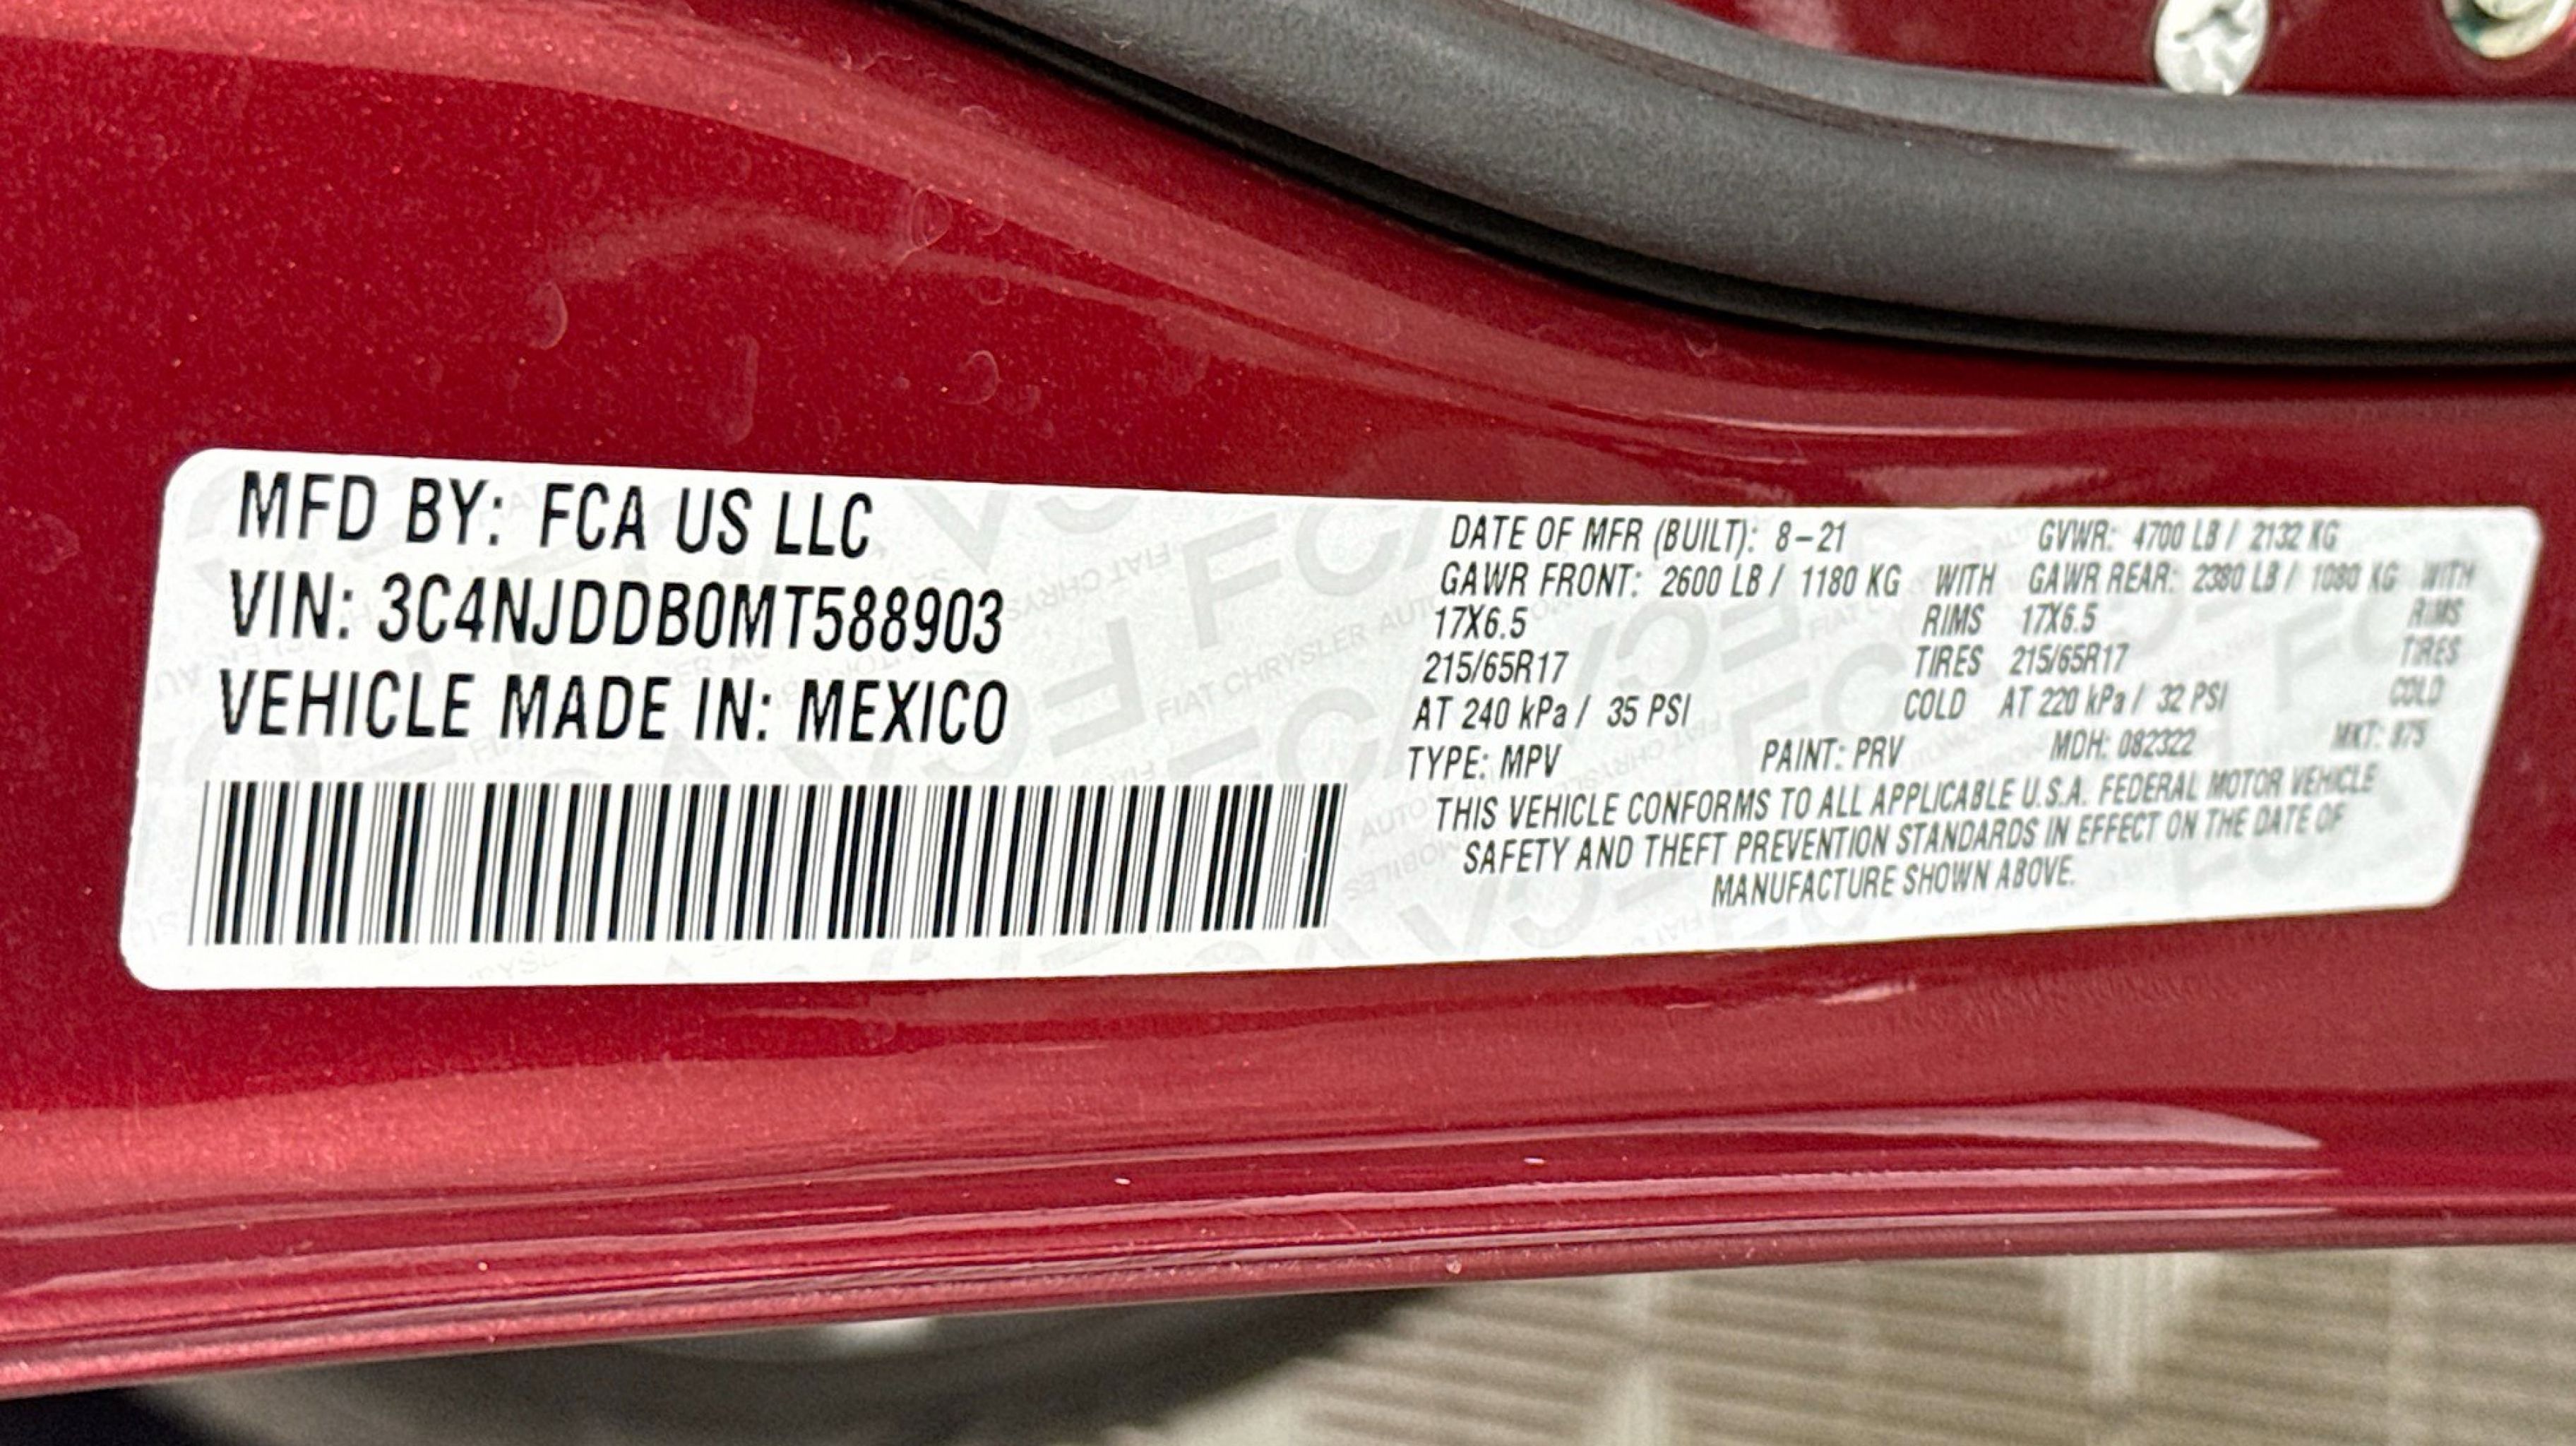 MFD BY: FCA US LLC
VIN: 3C4NJDDB0MT588903
VEHICLE MADE IN: MEXICO
DATE OF MFR (BUILT): 8-21 GVWR: 4700 LB / 2132 KG
GAWR FRONT: 2600 LB / 1180 KG WITH GAWR REAR: 2380 LB / 1080 KG WITH
17X6.5 RIMS 17X6.5 RIMS
215/65R17 TIRES 215/65R17 TIRES
AT 240 kPa / 35 PSI COLD AT 220 kPa / 32 PSI COLD
TYPE: MPV PAINT: PRV MDH: 082322 MKT: 875
THIS VEHICLE CONFORMS TO ALL APPLICABLE U.S.A. FEDERAL MOTOR VEHICLE
SAFETY AND THEFT PREVENTION STANDARDS IN EFFECT ON THE DATE OF
MANUFACTURE SHOWN ABOVE.